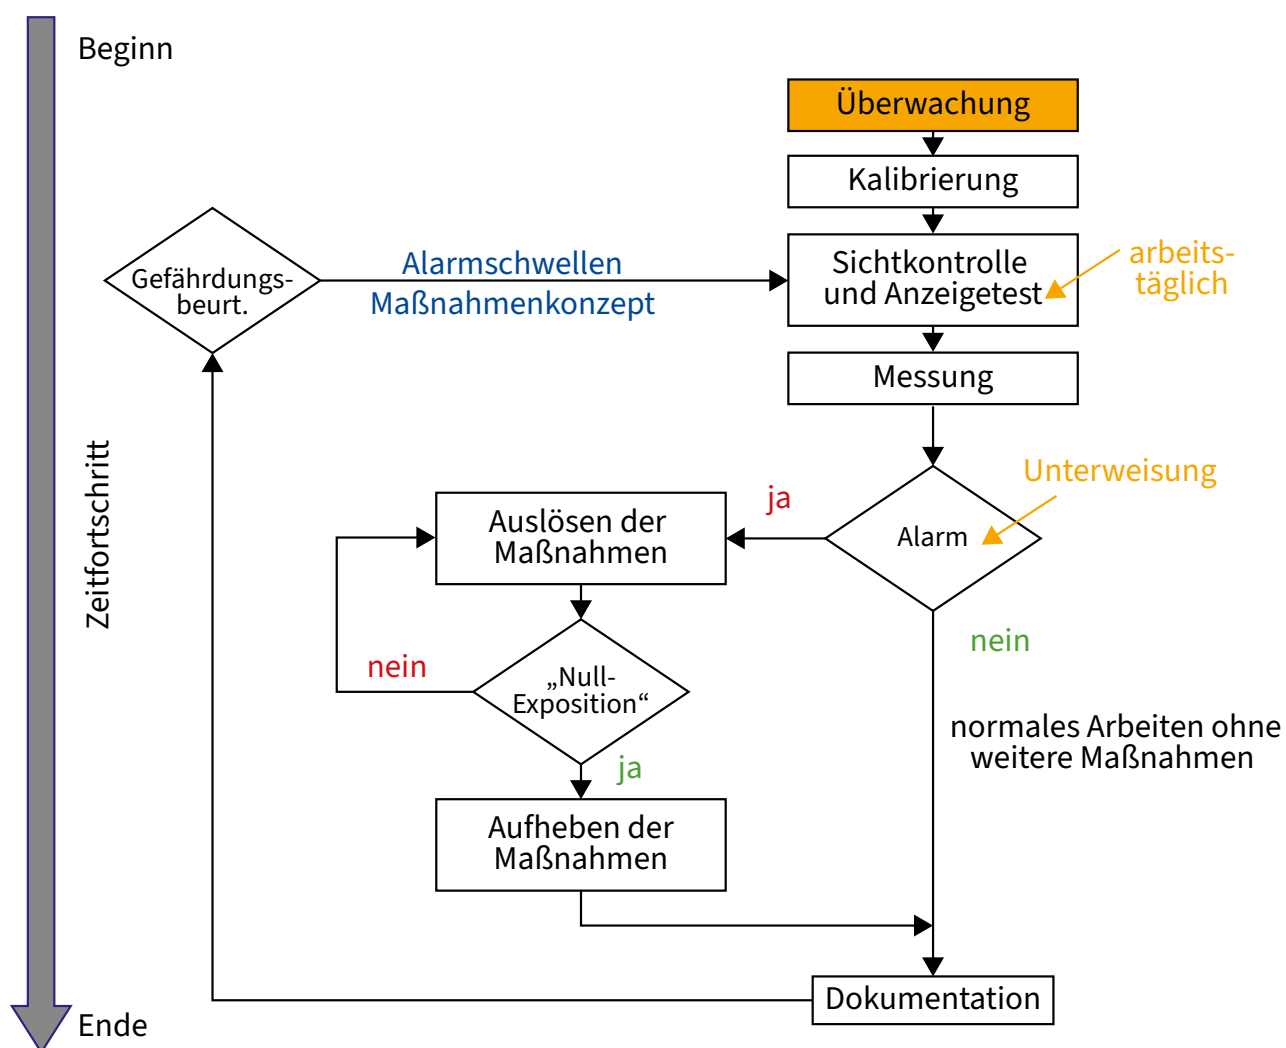 Beginn
Überwachung
Kalibrierung
Sichtkontrolle
und Anzeigetest
arbeits-
täglich
Gefährdungs-
beurt.
Alarmschwellen
Maßnahmenkonzept
Messung
Zeitfortschritt
Unterweisung
Alarm
ja
Auslösen der
Maßnahmen
nein
nein
„Null-
Exposition“
normales Arbeiten ohne
weitere Maßnahmen
ja
Aufheben der
Maßnahmen
Dokumentation
Ende